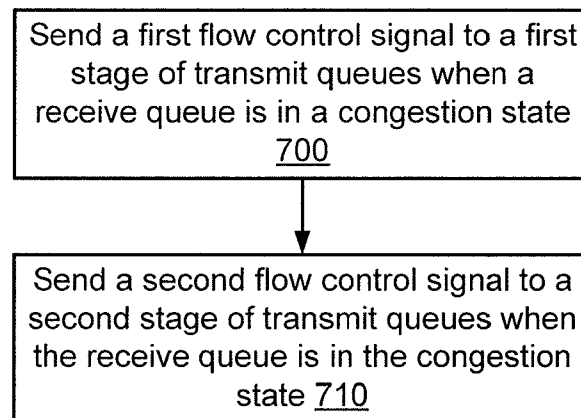 Send a first flow control signal to a first
stage of transmit queues when a
receive queue is in a congestion state
700
Send a second flow control signal to a
second stage of transmit queues when
the receive queue is in the congestion
state 710